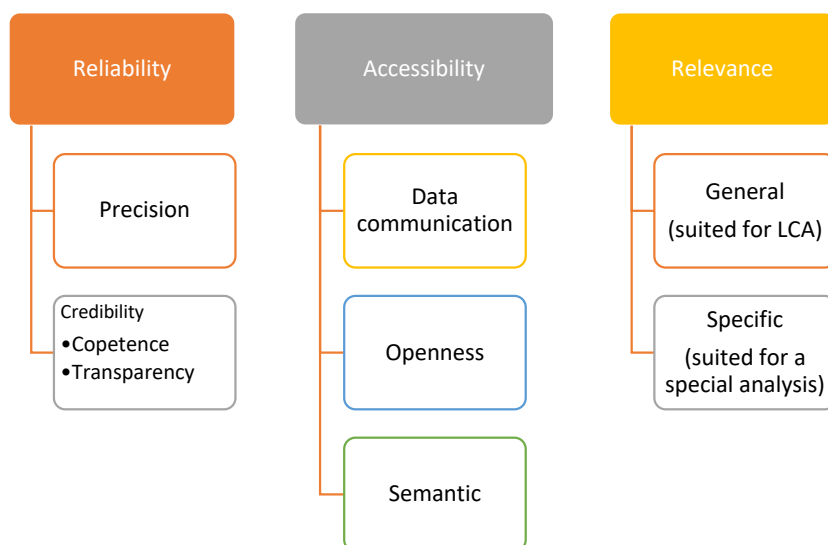 Reliability
Precision
Credibility
•Copetence
•Transparency
Accessibility
Data
communication
Openness
Semantic
Relevance
General
(suited for LCA)
Specific
(suited for a
special analysis)